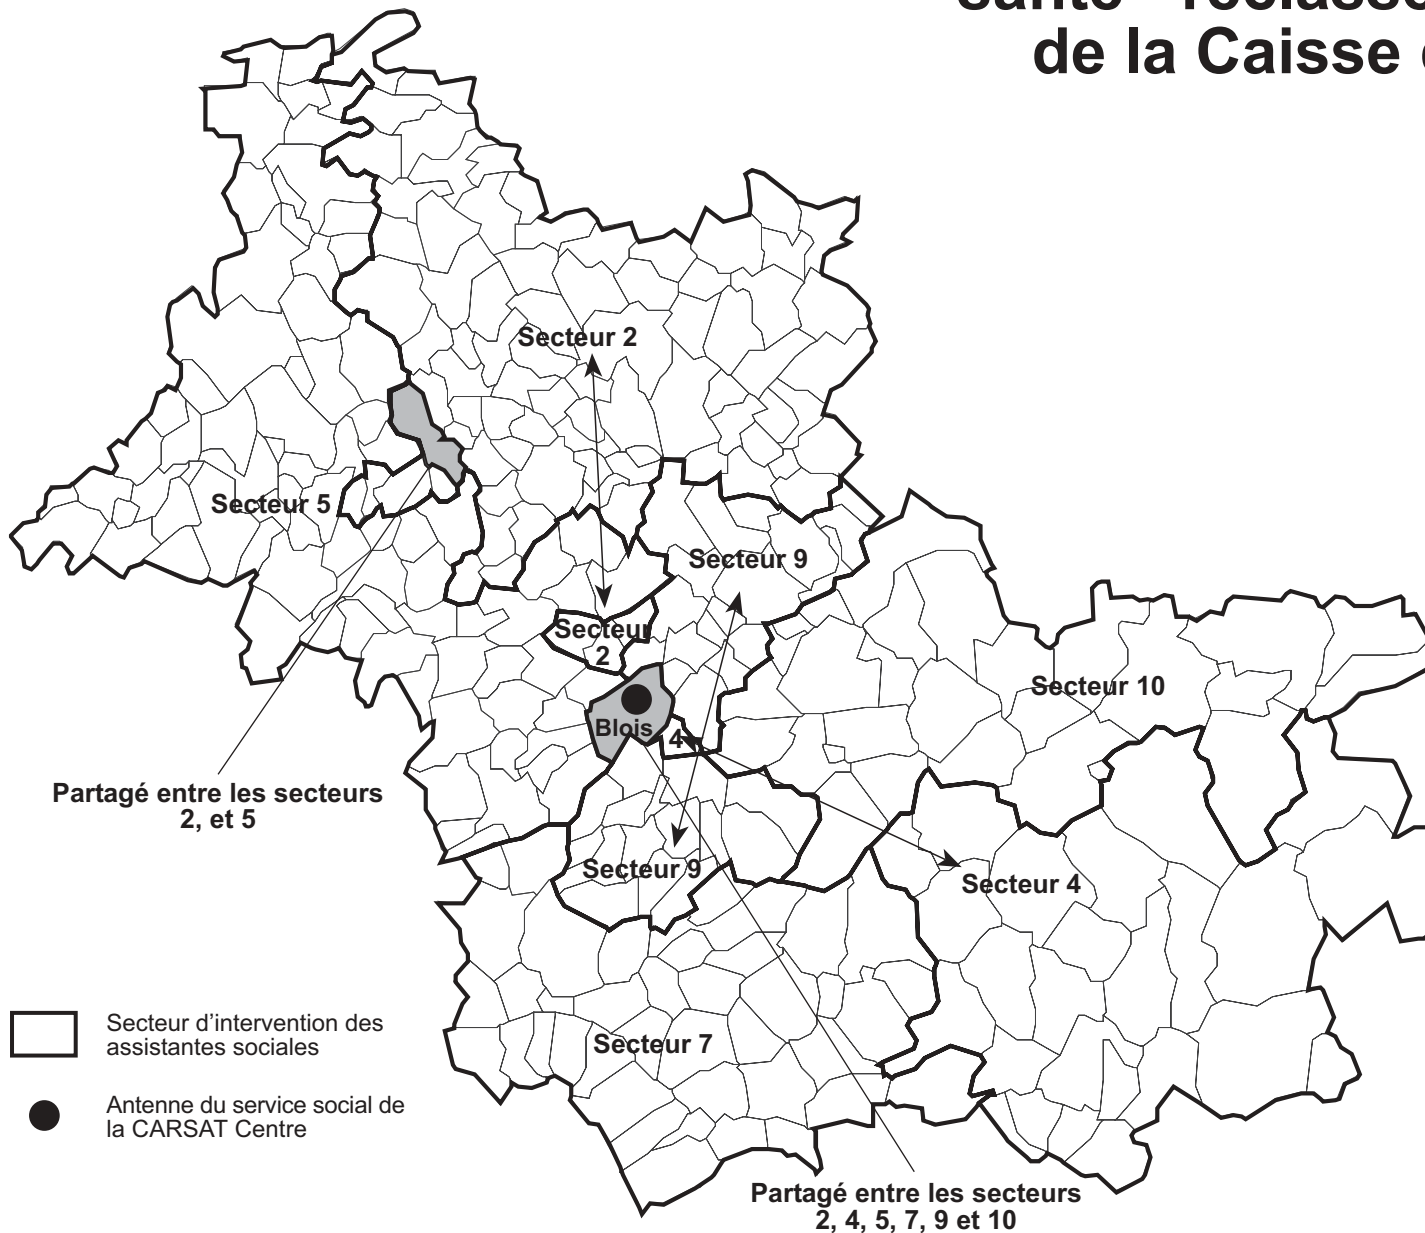 de la Caisse
Secteur 2
Secteur 5
Secteur 9
Secteur
2
Secteur 10
Blois
4
Partagé entre les secteurs
2, et 5
Secteur 9
Secteur 4
Secteur d’intervention des
assistantes sociales
Secteur 7
Antenne du service social de
la CARSAT Centre
Partagé entre les secteurs
2, 4, 5, 7, 9 et 10